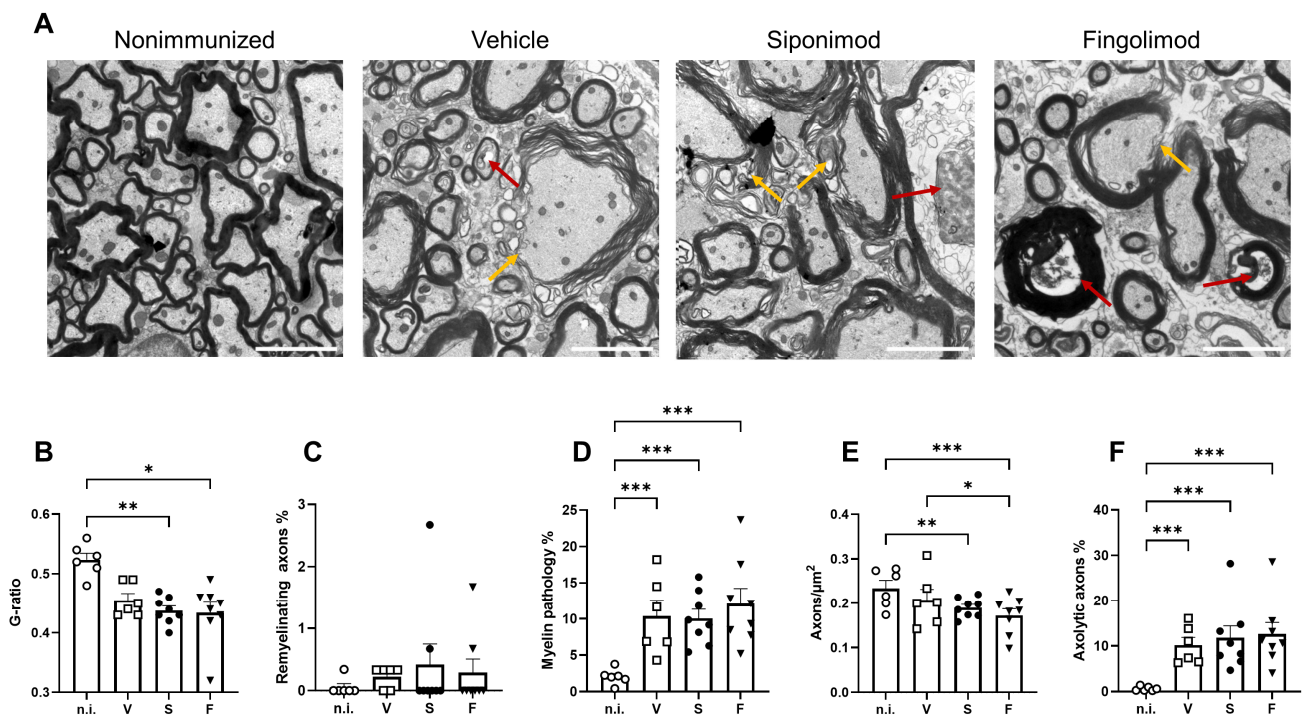 A
Nonimmunized
Vehicle
Siponimod
Fingolimod
B
*
**
0.6
0.5
0.4
0.3
G-ratio
n.i.
V
S
F
C
3
2
1
0
Remyelinating axons %
n.i.
V
S
F
D
***
***
***
25
20
15
10
5
0
Myelin pathology %
n.i.
V
S
F
E
***
*
**
0.4
0.3
0.2
0.1
0.0
Axons/µm²
n.i.
V
S
F
F
***
***
***
40
30
20
10
0
Axolytic axons %
n.i.
V
S
F